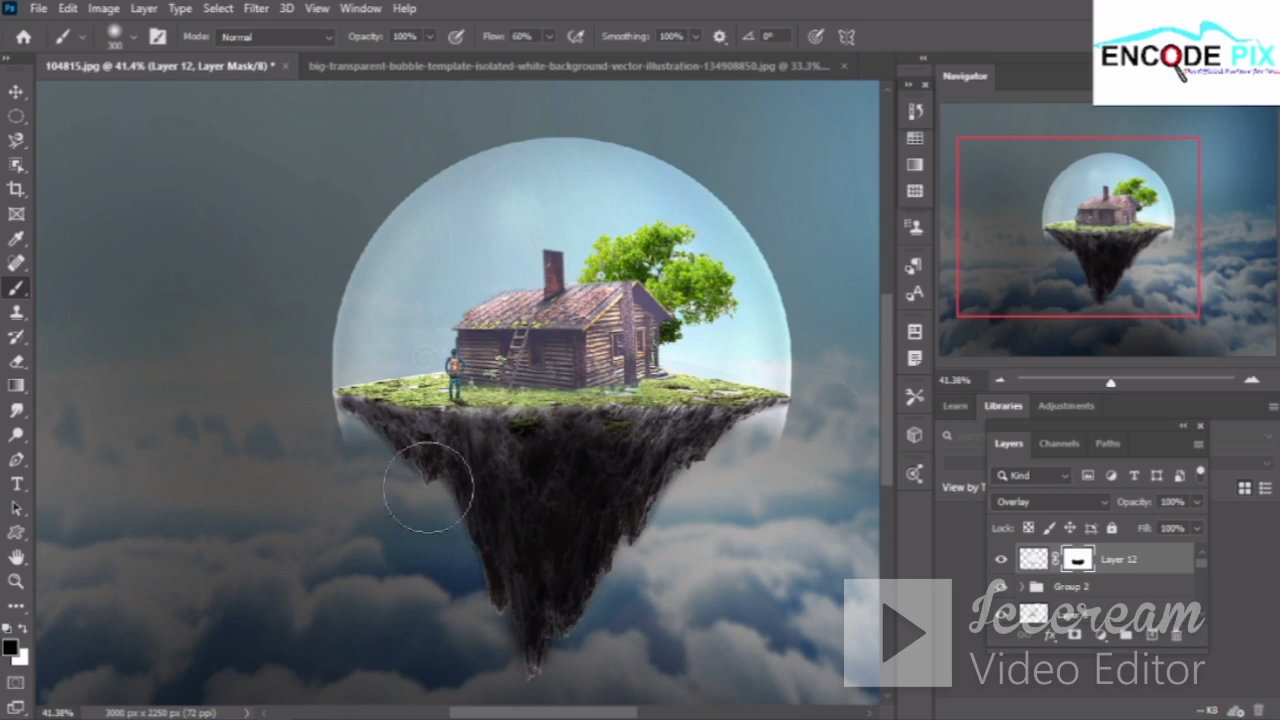 Ps File Edit Image Layer Type Select Filter 3D View Window Help
300 Mode: Normal Opacity: 100% Flow: 60% Smoothing: 100% 0°
ENCODE PIX
104815.jpg @ 41.4% (Layer 12, Layer Mask/8) * × big-transparent-bubble-template-isolated-white-background-vector-illustration-134908850.jpg @ 33.3%... ×
Navigator
41.38%
Learn Libraries Adjustments
Layers Channels Paths
Kind
View by T
Overlay Opacity: 100%
Lock: Fill: 100%
Layer 12
Group 2
Icecream
Video Editor
41.38% 3000 px x 2250 px (72 ppi)
-- KB